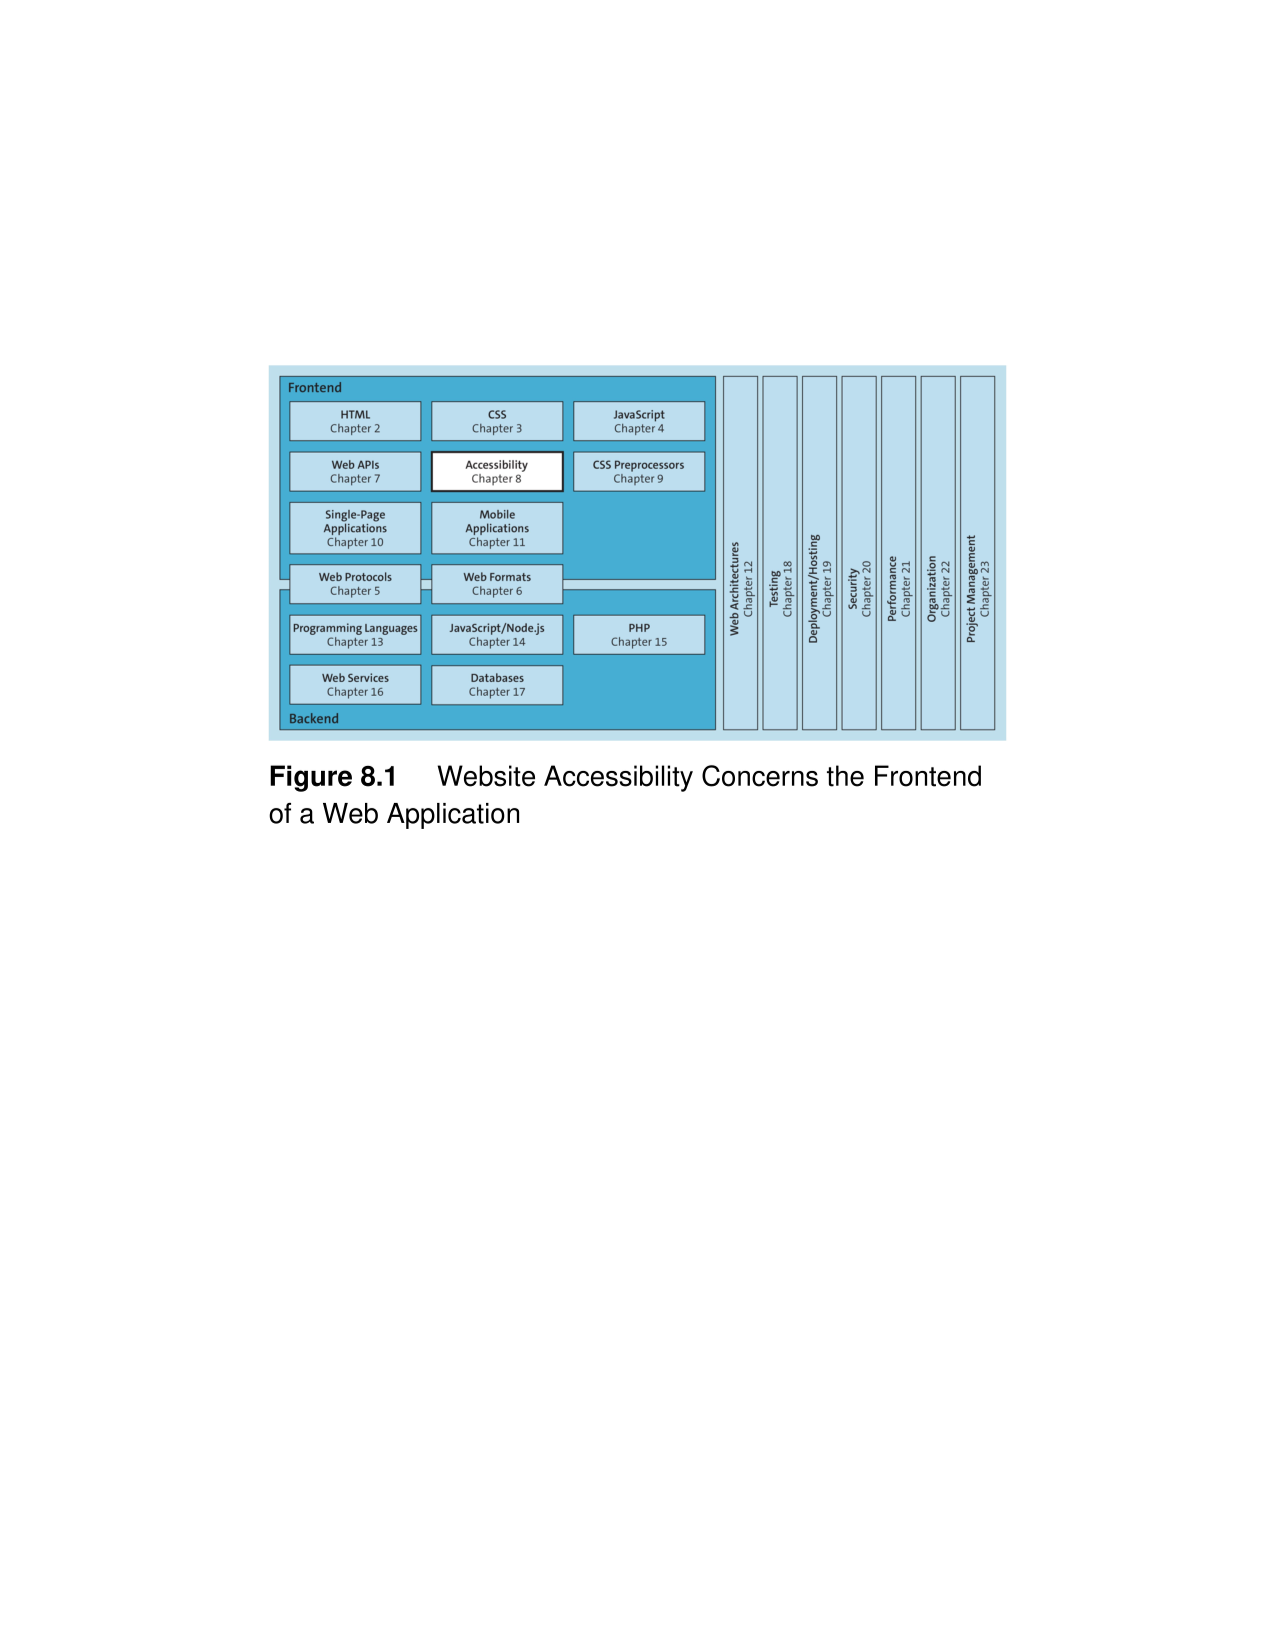 Frontend
HTML
Chapter 2
CSS
Chapter 3
JavaScript
Chapter 4
Web APIs
Chapter 7
Accessibility
Chapter 8
CSS Preprocessors
Chapter 9
Single-Page
Applications
Chapter 10
Mobile
Applications
Chapter 11
Web Protocols
Chapter 5
Web Formats
Chapter 6
Programming Languages
Chapter 13
JavaScript/Node.js
Chapter 14
PHP
Chapter 15
Web Services
Chapter 16
Databases
Chapter 17
Backend
Web Architectures
Chapter 12
Testing
Chapter 18
Deployment/Hosting
Chapter 19
Security
Chapter 20
Performance
Chapter 21
Organization
Chapter 22
Project Management
Chapter 23
Figure 8.1 Website Accessibility Concerns the Frontend
of a Web Application